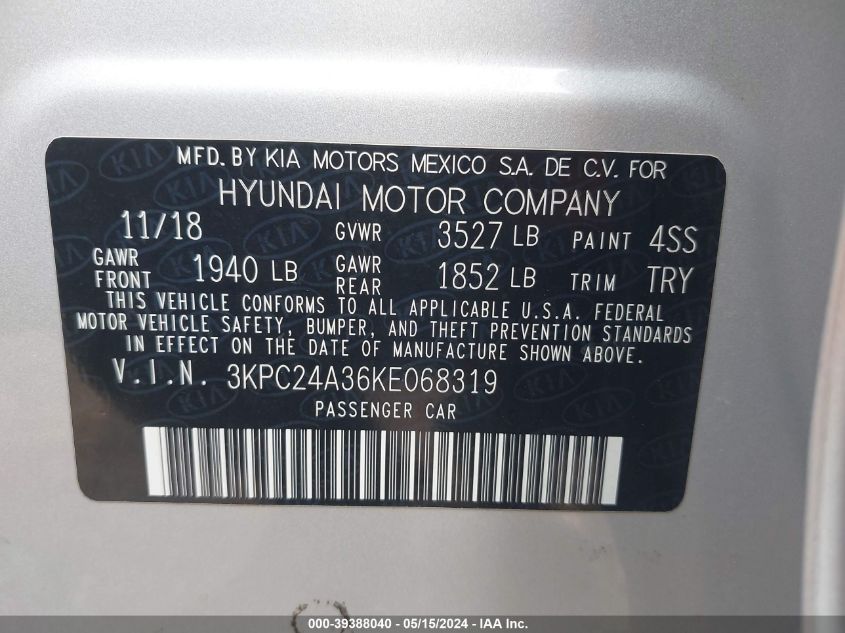 MFD. BY KIA MOTORS MEXICO S.A. DE C.V. FOR
HYUNDAI MOTOR COMPANY
11/18 GVWR 3527 LB PAINT 4SS
GAWR FRONT 1940 LB GAWR REAR 1852 LB TRIM TRY
THIS VEHICLE CONFORMS TO ALL APPLICABLE U.S.A. FEDERAL
MOTOR VEHICLE SAFETY, BUMPER, AND THEFT PREVENTION STANDARDS
IN EFFECT ON THE DATE OF MANUFACTURE SHOWN ABOVE.
V.I.N. 3KPC24A36KE068319
PASSENGER CAR
000-39388040 - 05/15/2024 - IAA Inc.